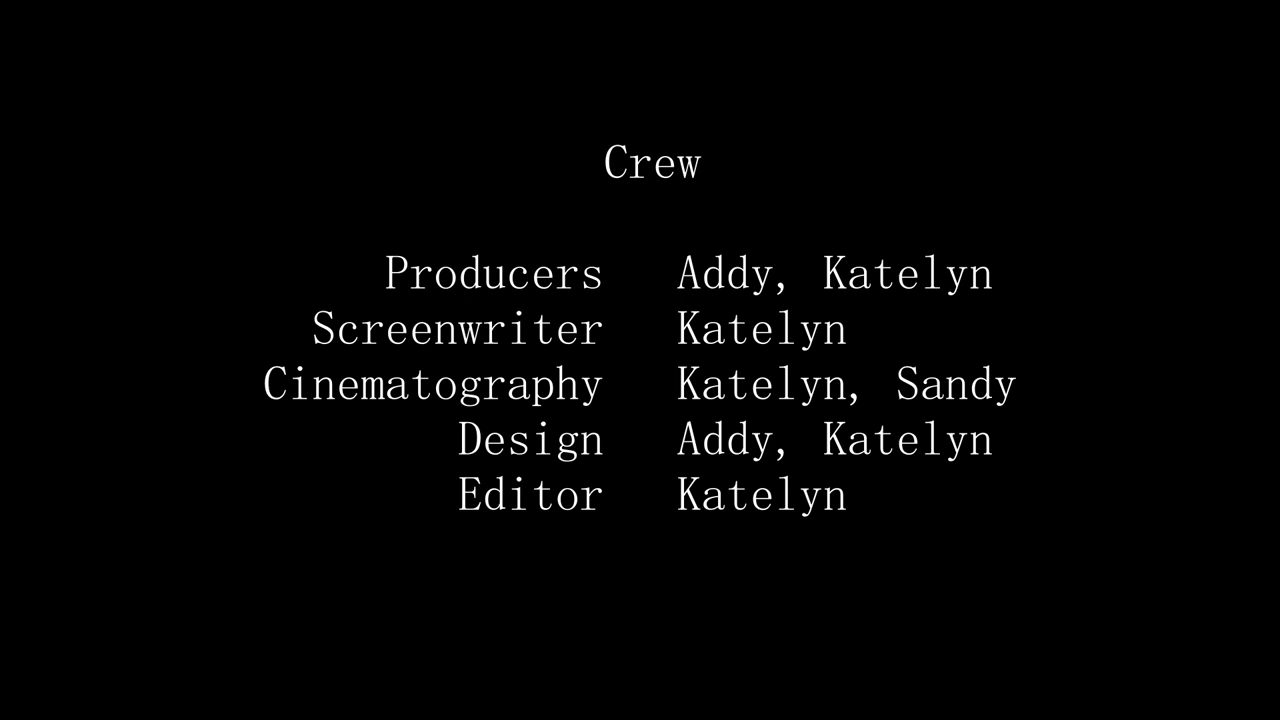 Crew
Producers Addy, Katelyn
Screenwriter Katelyn
Cinematography Katelyn, Sandy
Design Addy, Katelyn
Editor Katelyn